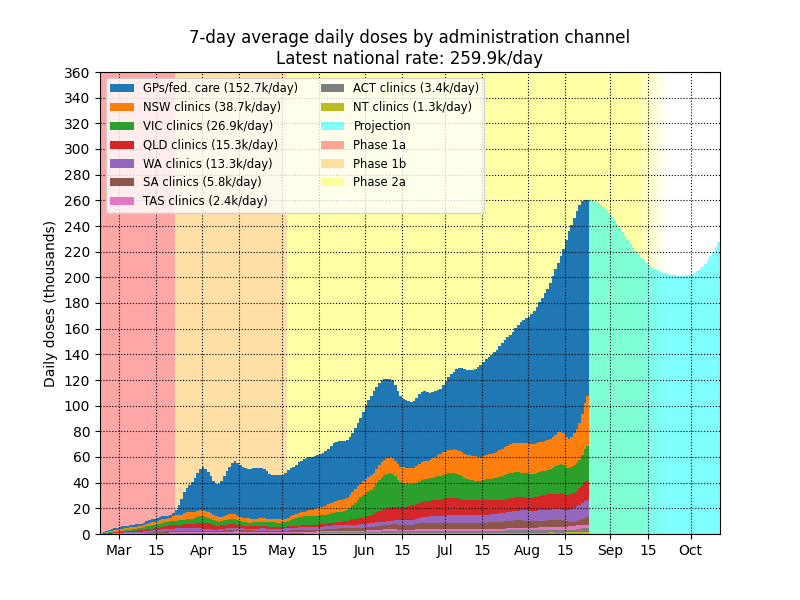 7-day average daily doses by administration channel
Latest national rate: 259.9k/day
Daily doses (thousands)
360
340
320
300
280
260
240
220
200
180
160
140
120
100
80
60
40
20
0
GPs/fed. care (152.7k/day)
NSW clinics (38.7k/day)
VIC clinics (26.9k/day)
QLD clinics (15.3k/day)
WA clinics (13.3k/day)
SA clinics (5.8k/day)
TAS clinics (2.4k/day)
ACT clinics (3.4k/day)
NT clinics (1.3k/day)
Projection
Phase 1a
Phase 1b
Phase 2a
Mar 15 Apr 15 May 15 Jun 15 Jul 15 Aug 15 Sep 15 Oct